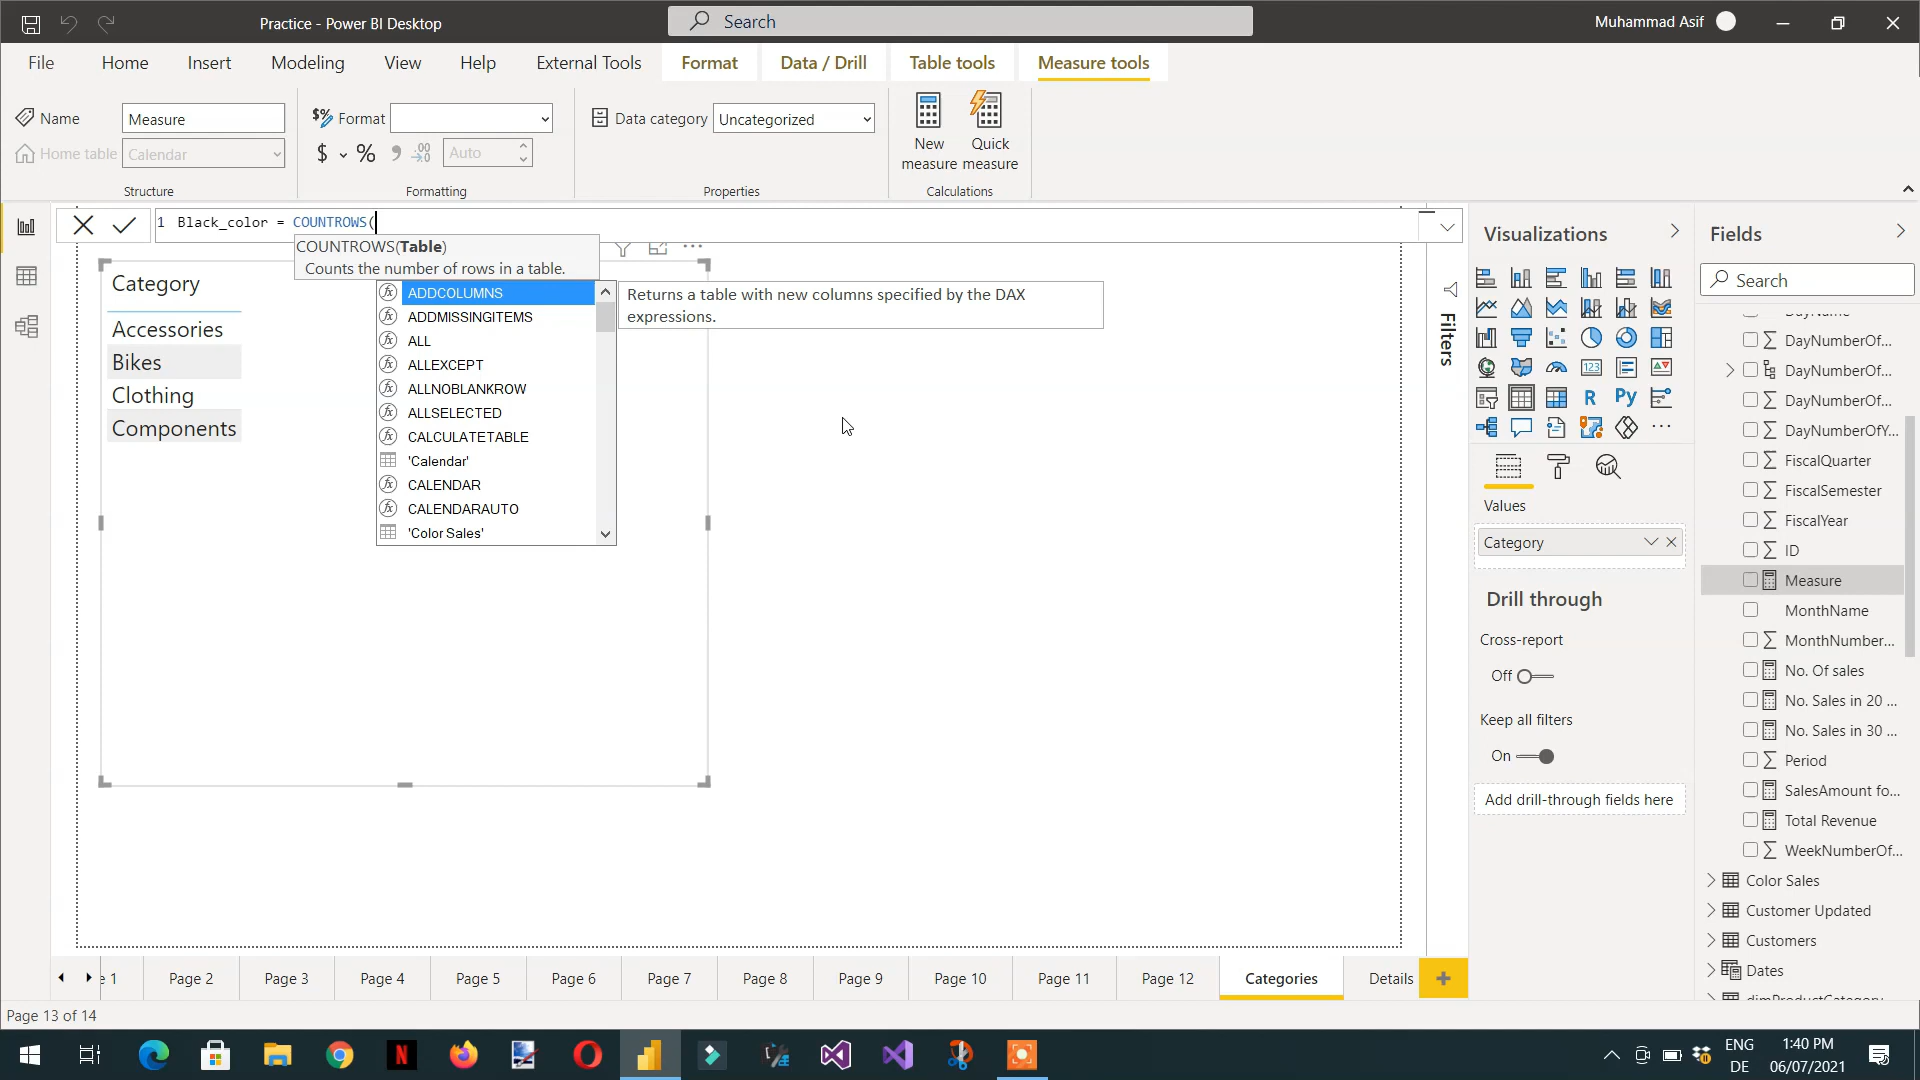 Practice - Power BI Desktop
Search
Muhammad Asif
File
Home
Insert
Modeling
View
Help
External Tools
Format
Data / Drill
Table tools
Measure tools
Name
Measure
Home table
Calendar
Structure
Format
$
%
Auto
Formatting
Data category
Uncategorized
Properties
New measure
Quick measure
Calculations
1 Black_color = COUNTROWS(
COUNTROWS(Table)
Counts the number of rows in a table.
ADDCOLUMNS
ADDMISSINGITEMS
ALL
ALLEXCEPT
ALLNOBLANKROW
ALLSELECTED
CALCULATETABLE
'Calendar'
CALENDAR
CALENDARAUTO
'Color Sales'
Returns a table with new columns specified by the DAX
expressions.
Category
Accessories
Bikes
Clothing
Components
Filters
Visualizations
R
Py
Values
Category
Drill through
Cross-report
Off
Keep all filters
On
Add drill-through fields here
Fields
Search
DayNumberOf...
DayNumberOf...
DayNumberOf...
DayNumberOfY...
FiscalQuarter
FiscalSemester
FiscalYear
ID
Measure
MonthName
MonthNumber...
No. Of sales
No. Sales in 20 ...
No. Sales in 30 ...
Period
SalesAmount fo...
Total Revenue
WeekNumberOf...
Color Sales
Customer Updated
Customers
Dates
Page 2
Page 3
Page 4
Page 5
Page 6
Page 7
Page 8
Page 9
Page 10
Page 11
Page 12
Categories
Details
Page 13 of 14
ENG
DE
1:40 PM
06/07/2021